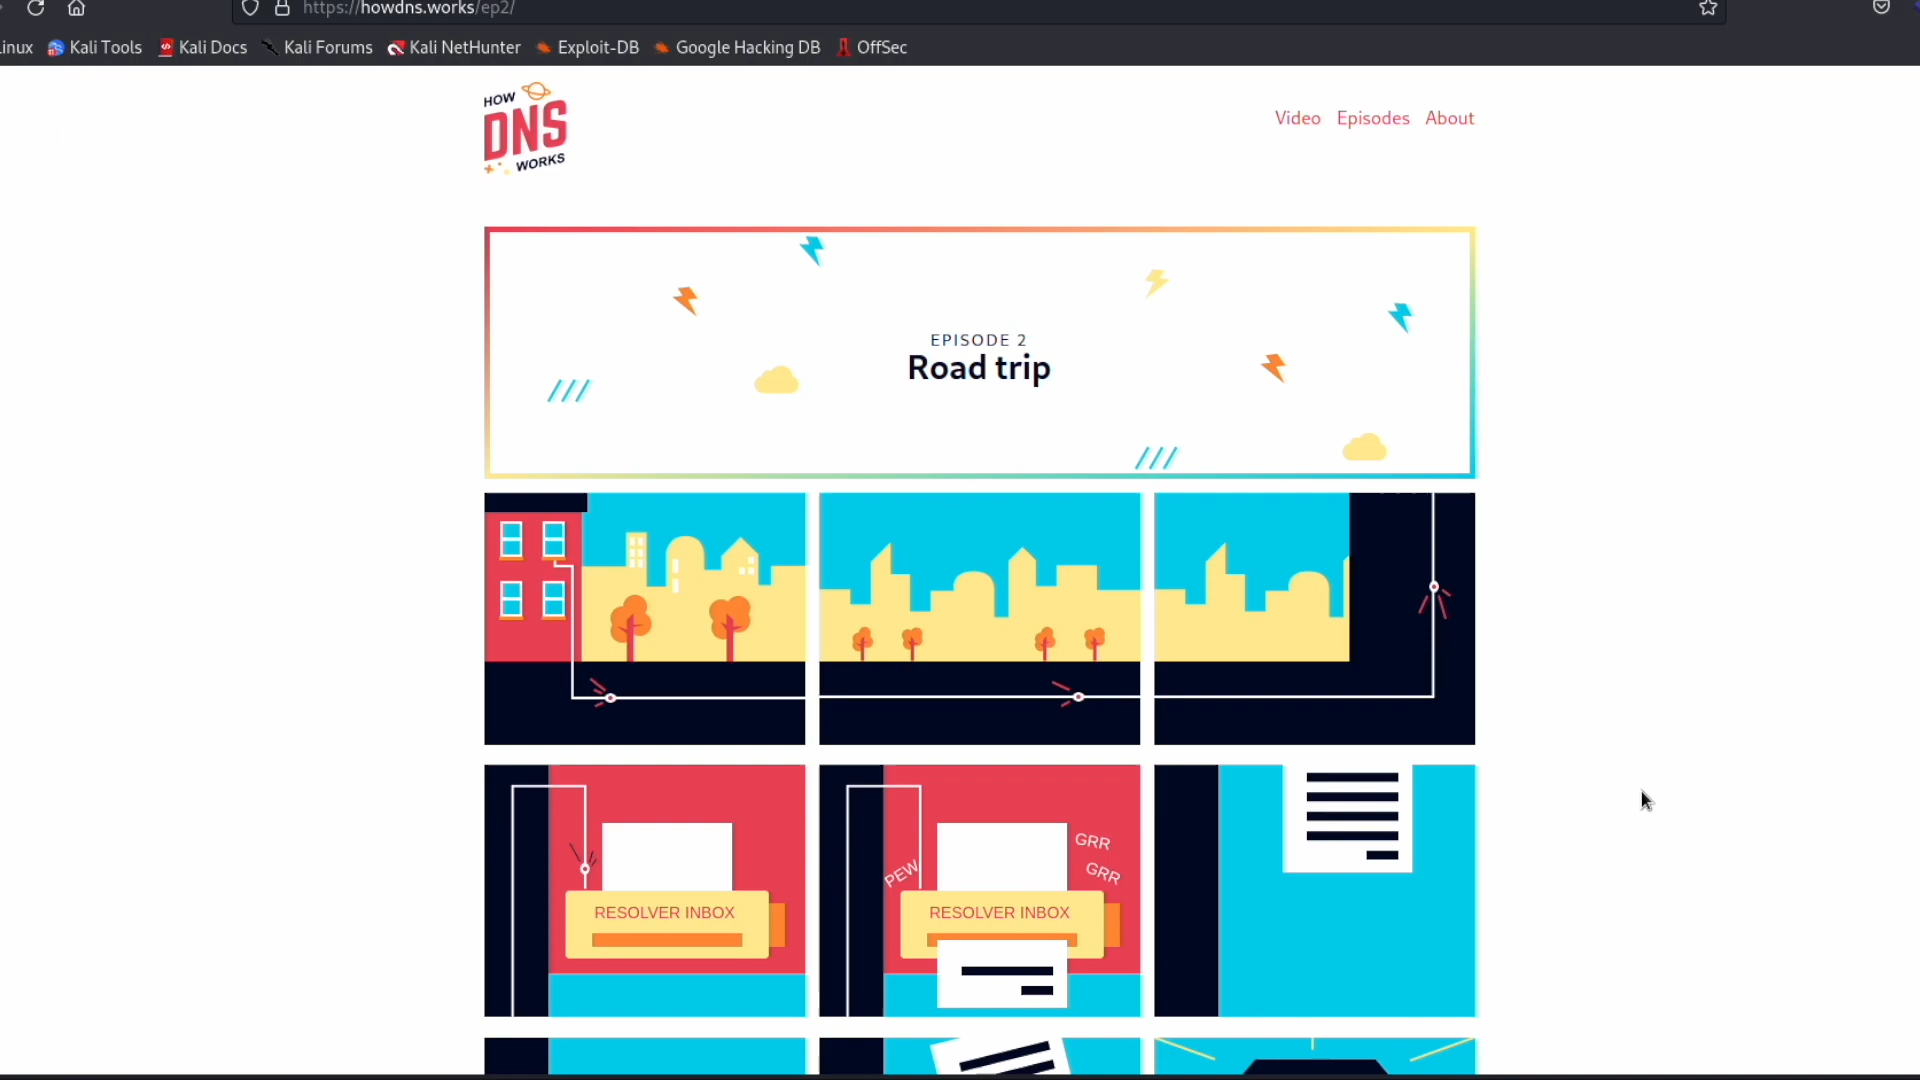 https://howdns.works/ep2/
inux Kali Tools Kali Docs Kali Forums Kali NetHunter Exploit-DB Google Hacking DB OffSec
HOW
DNS
WORKS
Video Episodes About
EPISODE 2
Road trip
RESOLVER INBOX
PEW
GRR
GRR
RESOLVER INBOX